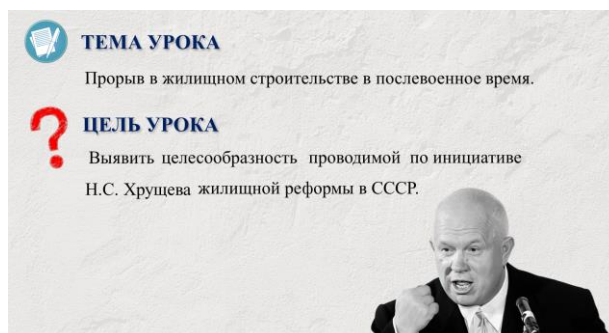 ТЕМА УРОКА
Прорыв в жилищном строительстве в послевоенное время.
ЦЕЛЬ УРОКА
Выявить целесообразность проводимой по инициативе
Н.С. Хрущева жилищной реформы в СССР.